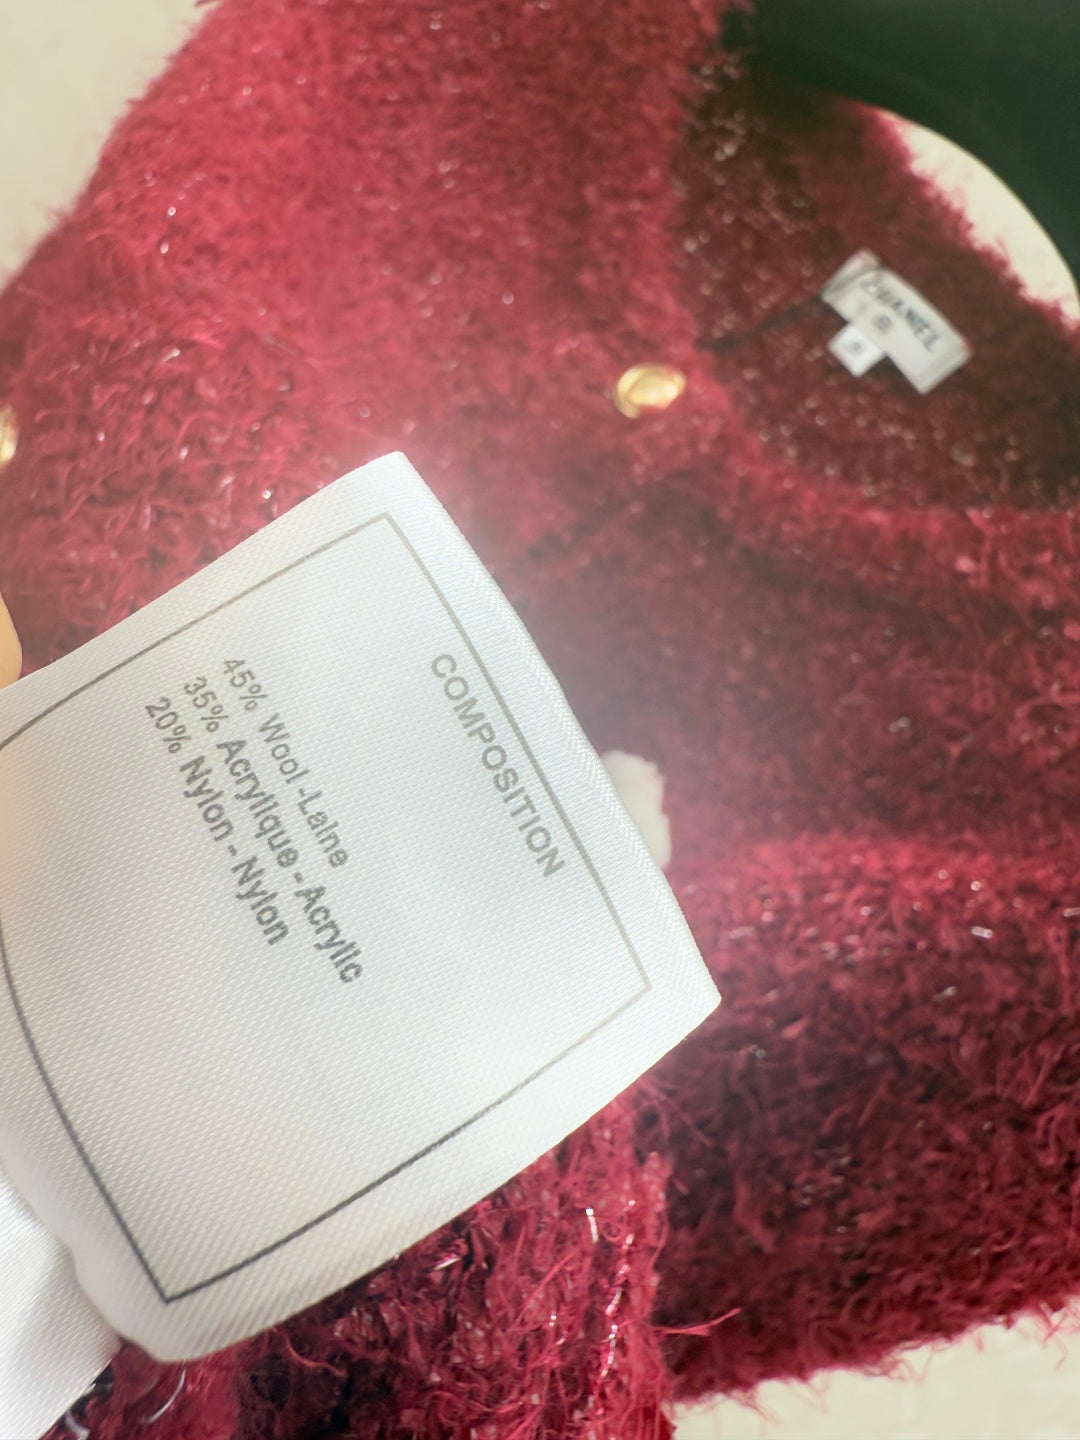 CHANEL
COMPOSITION
45% Wool -Laine
35% Acrylique - Acrylic
20% Nylon - Nylon